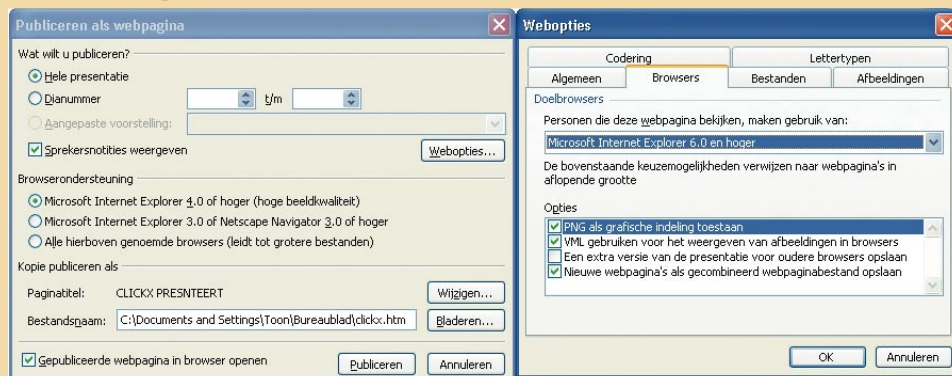 Publiceren als webpagina
Wat wilt u publiceren?
Hele presentatie
Dianummer t/m
Aangepaste voorstelling:
Sprekersnotities weergeven Webopties...
Browserondersteuning
Microsoft Internet Explorer 4.0 of hoger (hoge beeldkwaliteit)
Microsoft Internet Explorer 3.0 of Netscape Navigator 3.0 of hoger
Alle hierboven genoemde browsers (leidt tot grotere bestanden)
Kopie publiceren als
Paginatitel: CLICKX PRESNTEERT Wijzigen...
Bestandsnaam: C:\Documents and Settings\Toon\Bureaublad\clickx.htm Bladeren...
Gepubliceerde webpagina in browser openen Publiceren Annuleren
Webopties
Codering Lettertypen
Algemeen Browsers Bestanden Afbeeldingen
Doelbrowsers
Personen die deze webpagina bekijken, maken gebruik van:
Microsoft Internet Explorer 6.0 en hoger
De bovenstaande keuzemogelijkheden verwijzen naar webpagina's in
aflopende grootte
Opties
PNG als grafische indeling toestaan
VML gebruiken voor het weergeven van afbeeldingen in browsers
Een extra versie van de presentatie voor oudere browsers opslaan
Nieuwe webpagina's als gecombineerd webpaginabestand opslaan
OK Annuleren